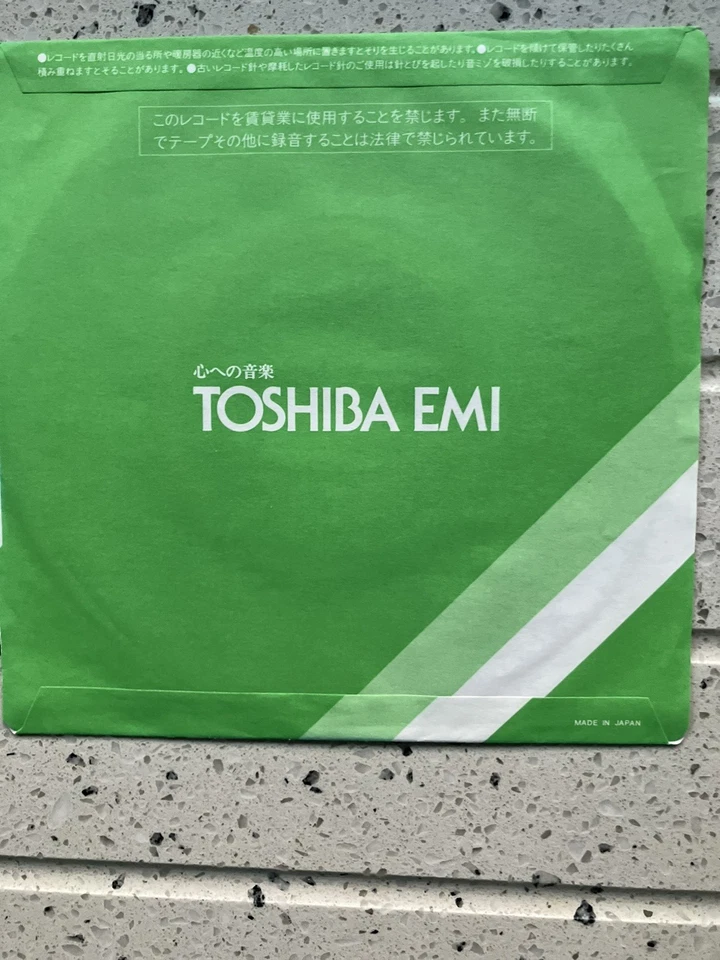 ●レコードを直射日光の当る所や暖房器の近くなど温度の高い場所に置きますとそりを生じることがあります。●レコードを傾けて保管したりたくさん
積み重ねますとそることがあります。●古いレコード針や摩耗したレコード針のご使用は針とびを起したり音ミゾを破損したりすることがあります。
このレコードを賃貸業に使用することを禁じます。また無断
でテープその他に録音することは法律で禁じられています。
心への音楽
TOSHIBA EMI
MADE IN JAPAN